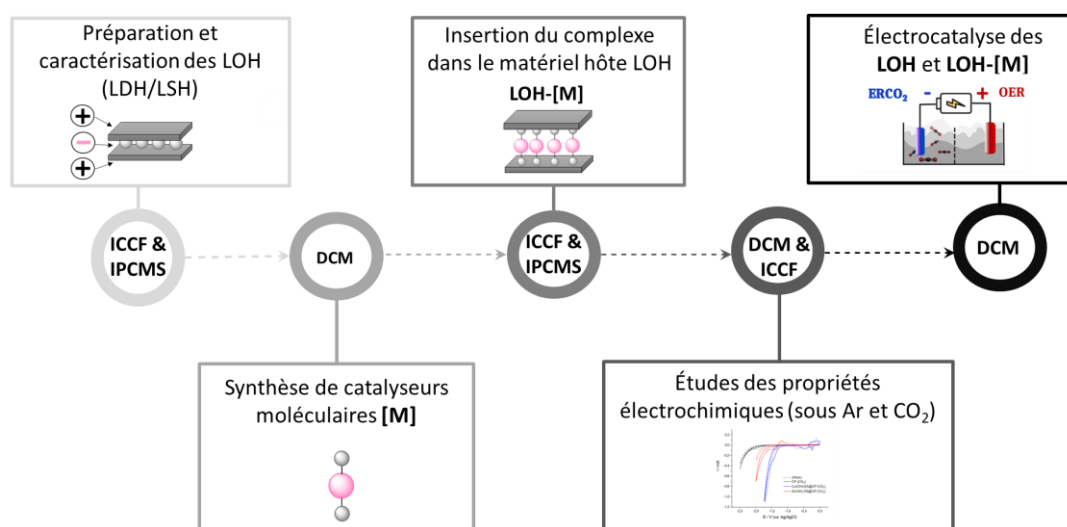 Préparation et
caractérisation des LOH
(LDH/LSH)
+
−
+
Insertion du complexe
dans le matériel hôte LOH
LOH-[M]
Électrocatalyse des
LOH et LOH-[M]
ERCO₂ - + OER
ICCF &
IPCMS
DCM
ICCF &
IPCMS
DCM &
ICCF
DCM
Synthèse de catalyseurs
moléculaires [M]
Études des propriétés
électrochimiques (sous Ar et CO₂)